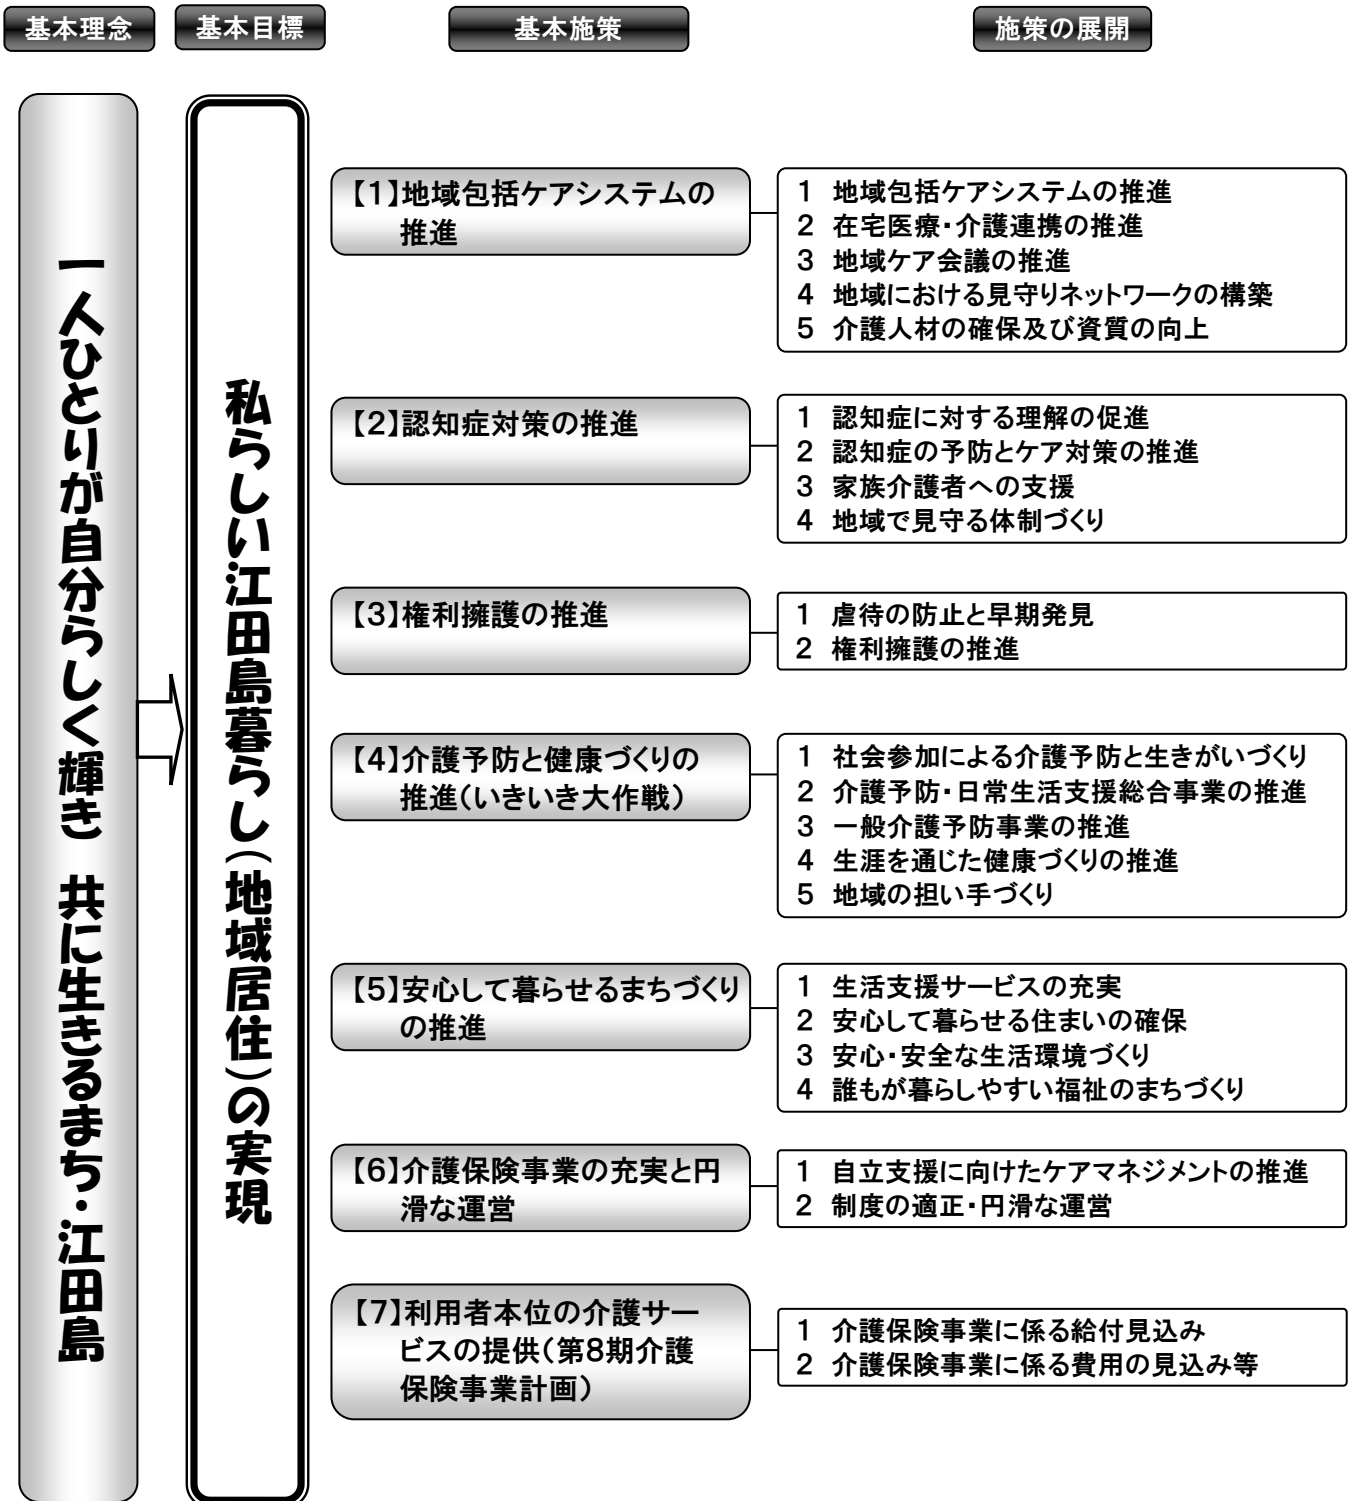 基本理念
基本目標
基本施策
施策の展開
一人ひとりが自分らしく輝き 共に生きるまち・江田島
私らしい江田島暮らし(地域居住)の実現
【1】地域包括ケアシステムの
推進
1 地域包括ケアシステムの推進
2 在宅医療・介護連携の推進
3 地域ケア会議の推進
4 地域における見守りネットワークの構築
5 介護人材の確保及び資質の向上
【2】認知症対策の推進
1 認知症に対する理解の促進
2 認知症の予防とケア対策の推進
3 家族介護者への支援
4 地域で見守る体制づくり
【3】権利擁護の推進
1 虐待の防止と早期発見
2 権利擁護の推進
【4】介護予防と健康づくりの
推進(いきいき大作戦)
1 社会参加による介護予防と生きがいづくり
2 介護予防・日常生活支援総合事業の推進
3 一般介護予防事業の推進
4 生涯を通じた健康づくりの推進
5 地域の担い手づくり
【5】安心して暮らせるまちづくり
の推進
1 生活支援サービスの充実
2 安心して暮らせる住まいの確保
3 安心・安全な生活環境づくり
4 誰もが暮らしやすい福祉のまちづくり
【6】介護保険事業の充実と円
滑な運営
1 自立支援に向けたケアマネジメントの推進
2 制度の適正・円滑な運営
【7】利用者本位の介護サー
ビスの提供(第8期介護
保険事業計画)
1 介護保険事業に係る給付見込み
2 介護保険事業に係る費用の見込み等